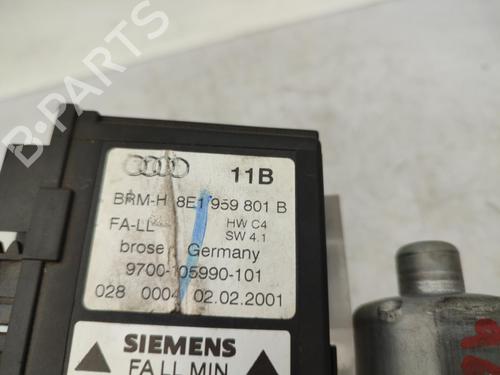 B-PARTS
11B
BRM-H 8E1 959 801 B
FA-LL HW C4
SW 4.1
brose Germany
9700-105990-101
028 0004 02.02.2001
SIEMENS
FA LL MIN